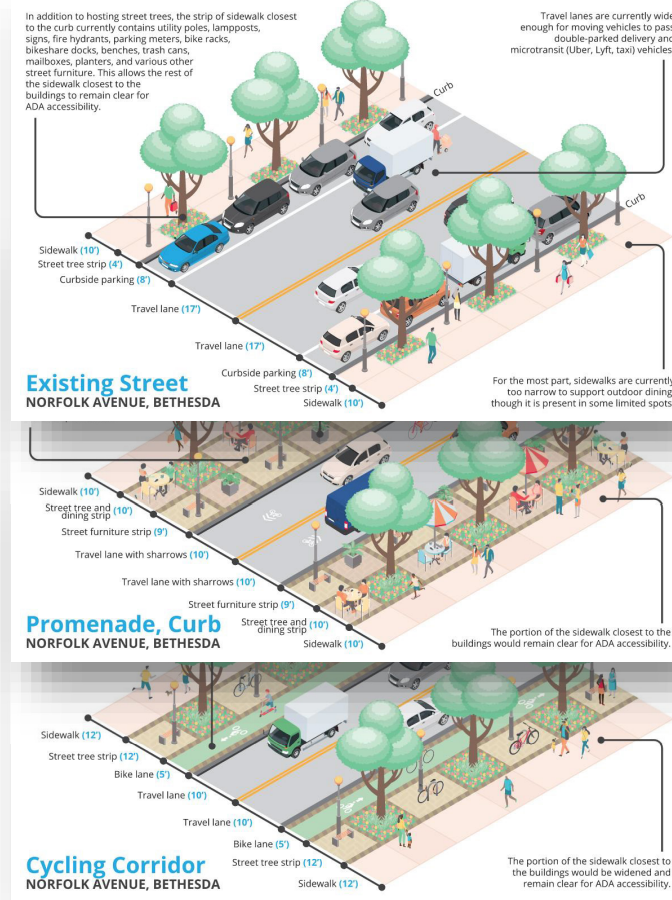 In addition to hosting street trees, the strip of sidewalk closest
to the curb currently contains utility poles, lampposts,
signs, fire hydrants, parking meters, bike racks,
bikeshare docks, benches, trash cans,
mailboxes, planters, and various other
street furniture. This allows the rest of
the sidewalk closest to the
buildings to remain clear for
ADA accessibility.
Travel lanes are currently wide
enough for moving vehicles to pass
double-parked delivery and
microtransit (Uber, Lyft, taxi) vehicles
Curb
Curb
Sidewalk (10')
Street tree strip (4')
Curbside parking (8')
Travel lane (17')
Travel lane (17')
Curbside parking (8')
Street tree strip (4')
Sidewalk (10')
Existing Street
NORFOLK AVENUE, BETHESDA
For the most part, sidewalks are currently
too narrow to support outdoor dining
though it is present in some limited spots
Sidewalk (10')
Street tree and
dining strip (10')
Street furniture strip (9')
Travel lane with sharrows (10')
Travel lane with sharrows (10')
Street furniture strip (9')
Street tree and
dining strip (10')
Sidewalk (10')
Promenade, Curb
NORFOLK AVENUE, BETHESDA
The portion of the sidewalk closest to the
buildings would remain clear for ADA accessibility.
Sidewalk (12')
Street tree strip (12')
Bike lane (5')
Travel lane (10')
Travel lane (10')
Bike lane (5')
Street tree strip (12')
Sidewalk (12')
Cycling Corridor
NORFOLK AVENUE, BETHESDA
The portion of the sidewalk closest to
the buildings would be widened and
remain clear for ADA accessibility.